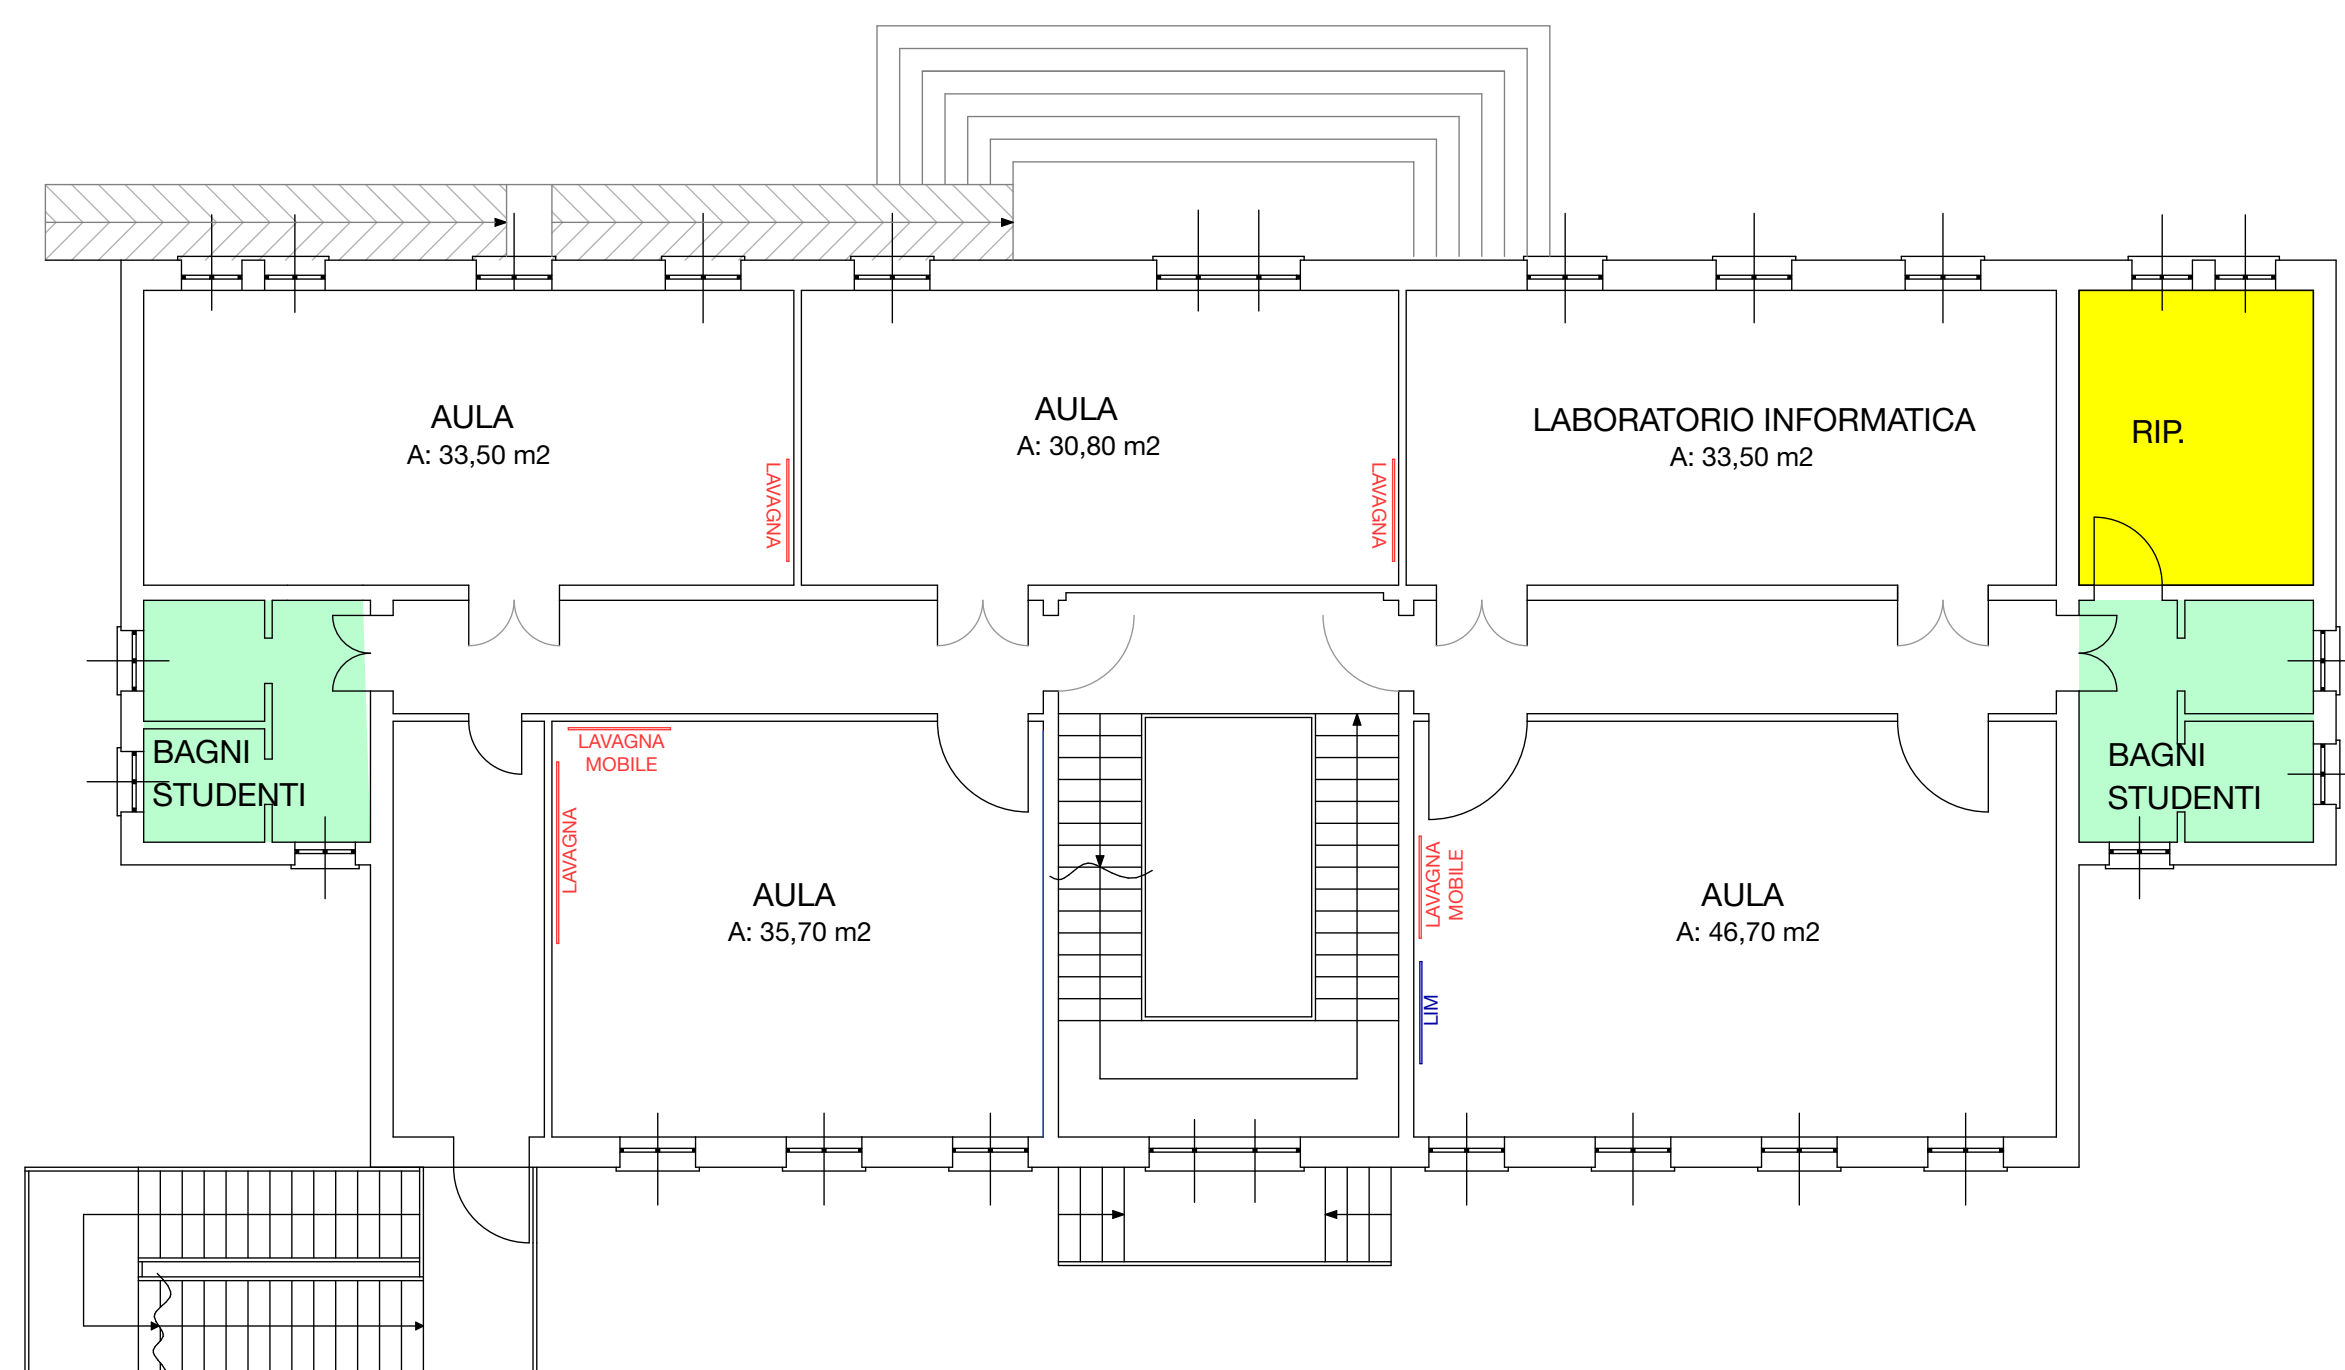 AULA
A: 33,50 m2
LAVAGNA
AULA
A: 30,80 m2
LAVAGNA
LABORATORIO INFORMATICA
A: 33,50 m2
RIP.
BAGNI
STUDENTI
LAVAGNA
MOBILE
LAVAGNA
AULA
A: 35,70 m2
LAVAGNA
MOBILE
LIM
AULA
A: 46,70 m2
BAGNI
STUDENTI